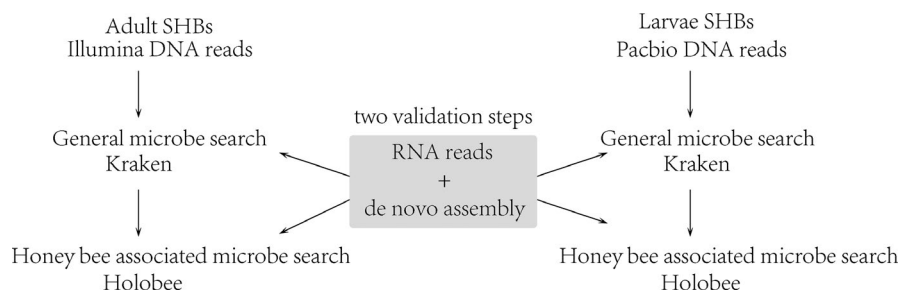 Adult SHBs
Illumina DNA reads
General microbe search
Kraken
Honey bee associated microbe search
Holobee
two validation steps
RNA reads
+
de novo assembly
Larvae SHBs
Pacbio DNA reads
General microbe search
Kraken
Honey bee associated microbe search
Holobee